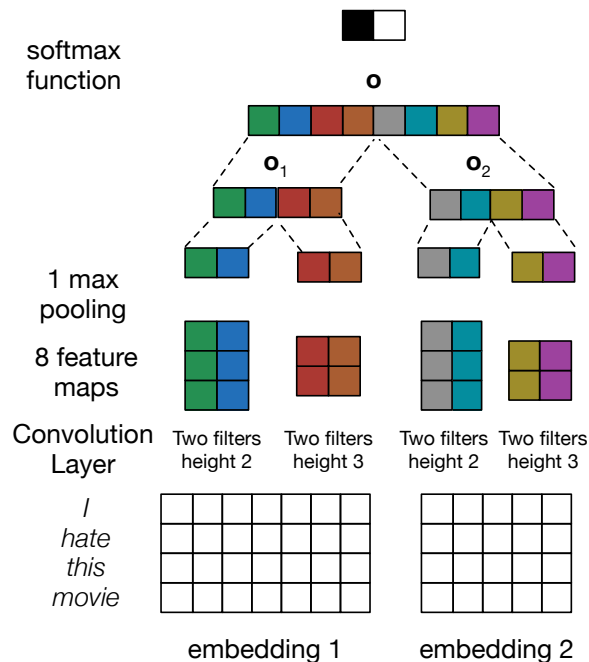 softmax
function
o
o1
o2
1 max
pooling
8 feature
maps
Convolution
Layer
Two filters
height 2
Two filters
height 3
Two filters
height 2
Two filters
height 3
I
hate
this
movie
embedding 1
embedding 2